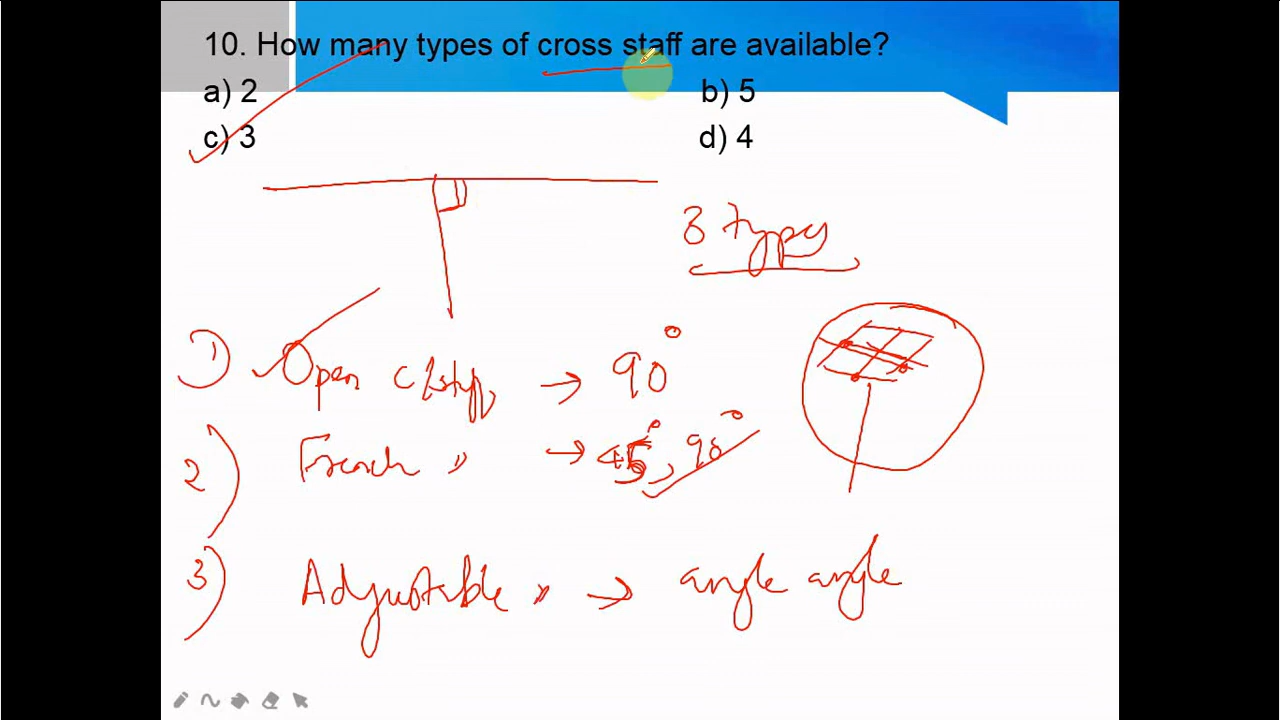 10. How many types of cross staff are available?
a) 2 b) 5
c) 3 d) 4
3 types
1) Open c/staff → 90°
2) French " → 45°, 90°
3) Adjustable " → angle angle